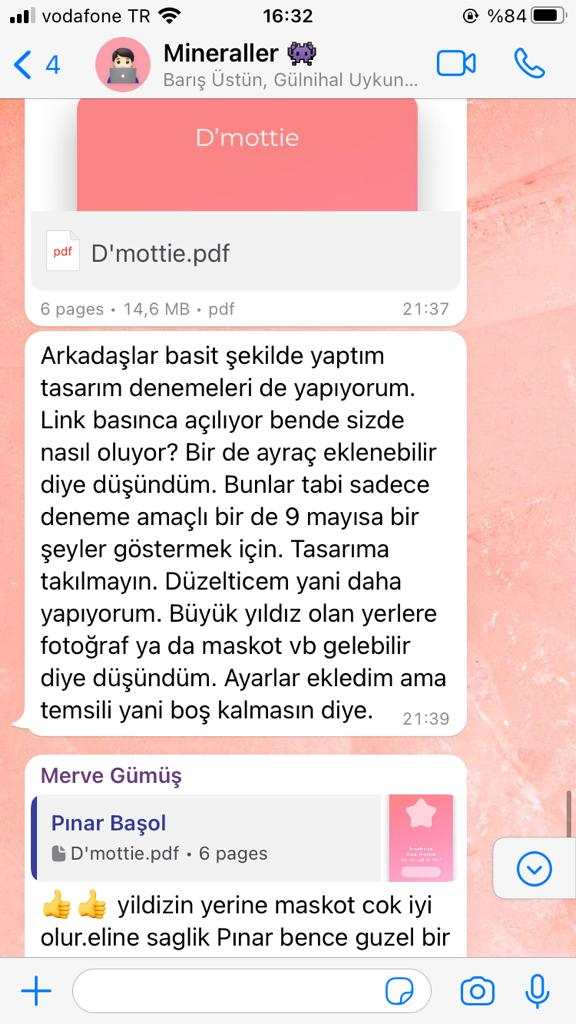 vodafone TR
16:32
%84
4
Mineraller 👾
Barış Üstün, Gülnihal Uykun...
D'mottie
pdf
D'mottie.pdf
6 pages • 14,6 MB • pdf
21:37
Arkadaşlar basit şekilde yaptım
tasarım denemeleri de yapıyorum.
Link basınca açılıyor bende sizde
nasıl oluyor? Bir de ayraç eklenebilir
diye düşündüm. Bunlar tabi sadece
deneme amaçlı bir de 9 mayısa bir
şeyler göstermek için. Tasarıma
takılmayın. Düzelticem yani daha
yapıyorum. Büyük yıldız olan yerlere
fotoğraf ya da maskot vb gelebilir
diye düşündüm. Ayarlar ekledim ama
temsili yani boş kalmasın diye.
21:39
Merve Gümüş
Pınar Başol
D'mottie.pdf • 6 pages
👍👍 yildizin yerine maskot cok iyi
olur.eline saglik Pınar bence guzel bir